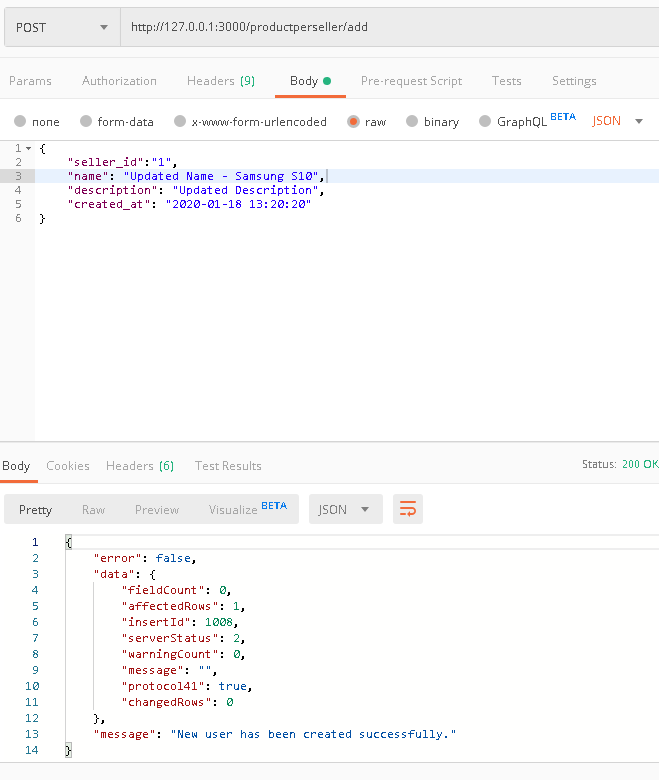 POST http://127.0.0.1:3000/productperseller/add
Params Authorization Headers (9) Body Pre-request Script Tests Settings
none form-data x-www-form-urlencoded raw binary GraphQL BETA JSON
1 {
2 "seller_id":"1",
3 "name": "Updated Name - Samsung S10",
4 "description": "Updated Description",
5 "created_at": "2020-01-18 13:20:20"
6 }
Body Cookies Headers (6) Test Results Status: 200 OK
Pretty Raw Preview Visualize BETA JSON
1 {
2 "error": false,
3 "data": {
4 "fieldCount": 0,
5 "affectedRows": 1,
6 "insertId": 1008,
7 "serverStatus": 2,
8 "warningCount": 0,
9 "message": "",
10 "protocol41": true,
11 "changedRows": 0
12 },
13 "message": "New user has been created successfully."
14 }